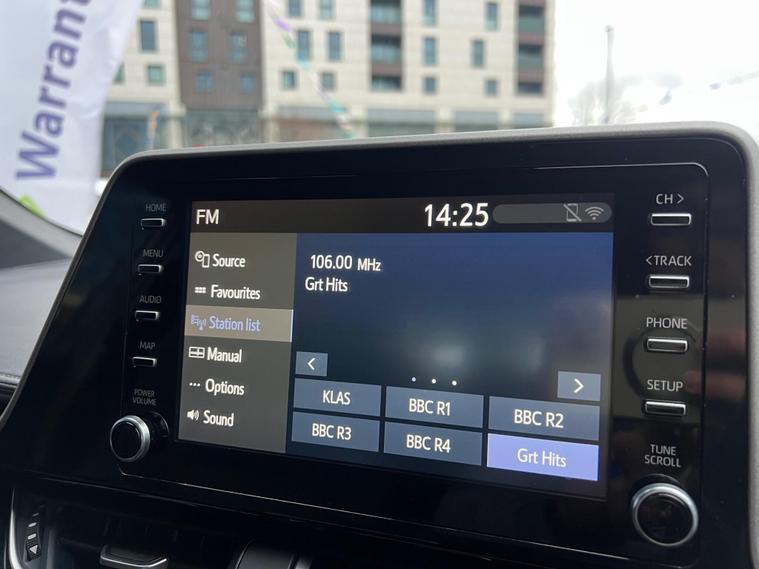 Warrant
HOME
MENU
AUDIO
MAP
POWER
VOLUME
FM
14:25
Source
Favourites
Station list
Manual
Options
Sound
106.00 MHz
Grt Hits
<
>
KLAS
BBC R1
BBC R2
BBC R3
BBC R4
Grt Hits
CH >
< TRACK
PHONE
SETUP
TUNE
SCROLL